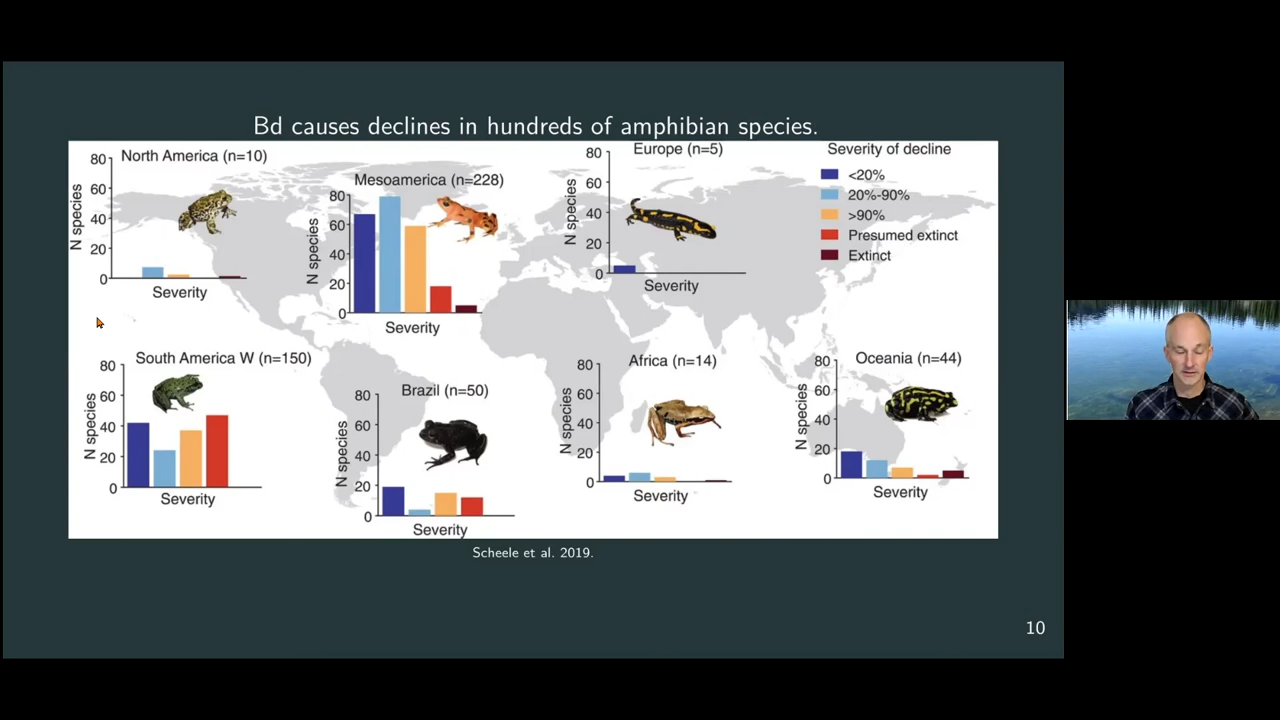 Bd causes declines in hundreds of amphibian species.
North America (n=10)
80
60
40
20
0
N species
Severity
Mesoamerica (n=228)
80
60
40
20
0
N species
Severity
Europe (n=5)
80
60
40
20
0
N species
Severity
Severity of decline
<20%
20%-90%
>90%
Presumed extinct
Extinct
South America W (n=150)
80
60
40
20
0
N species
Severity
Brazil (n=50)
80
60
40
20
0
N species
Severity
Africa (n=14)
80
60
40
20
0
N species
Severity
Oceania (n=44)
80
60
40
20
0
N species
Severity
Scheele et al. 2019.
10